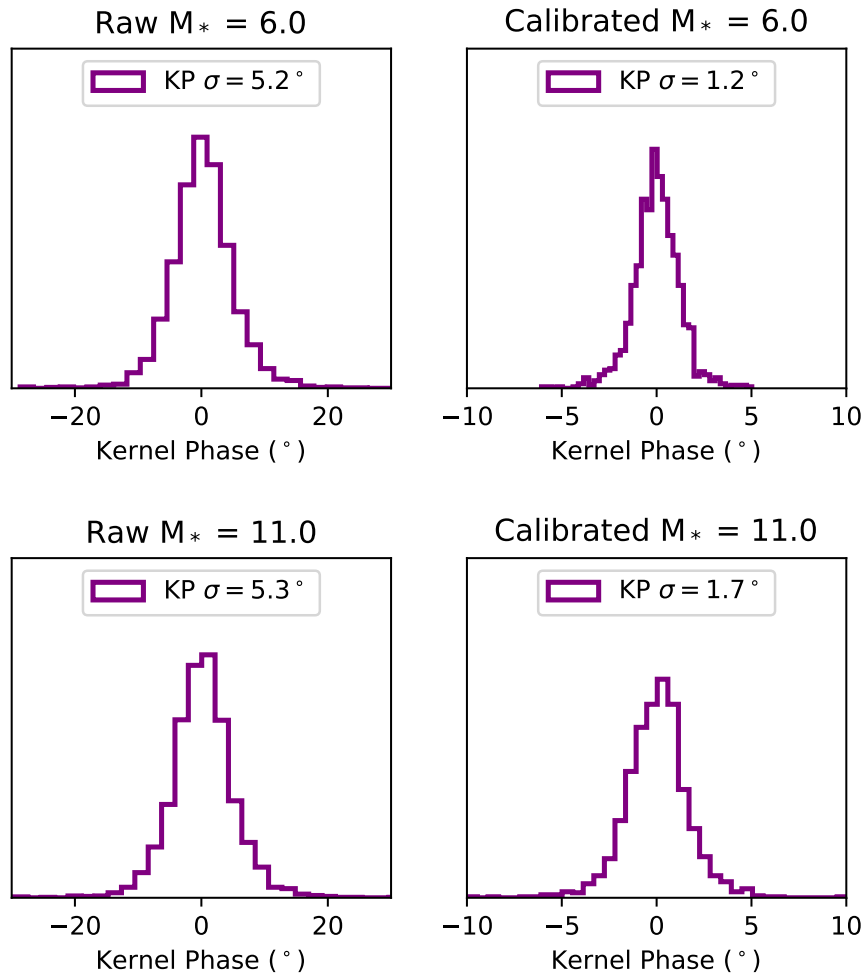 Raw M* = 6.0
KP σ = 5.2°
−20 0 20
Kernel Phase (°)
Calibrated M* = 6.0
KP σ = 1.2°
−10 −5 0 5 10
Kernel Phase (°)
Raw M* = 11.0
KP σ = 5.3°
−20 0 20
Kernel Phase (°)
Calibrated M* = 11.0
KP σ = 1.7°
−10 −5 0 5 10
Kernel Phase (°)